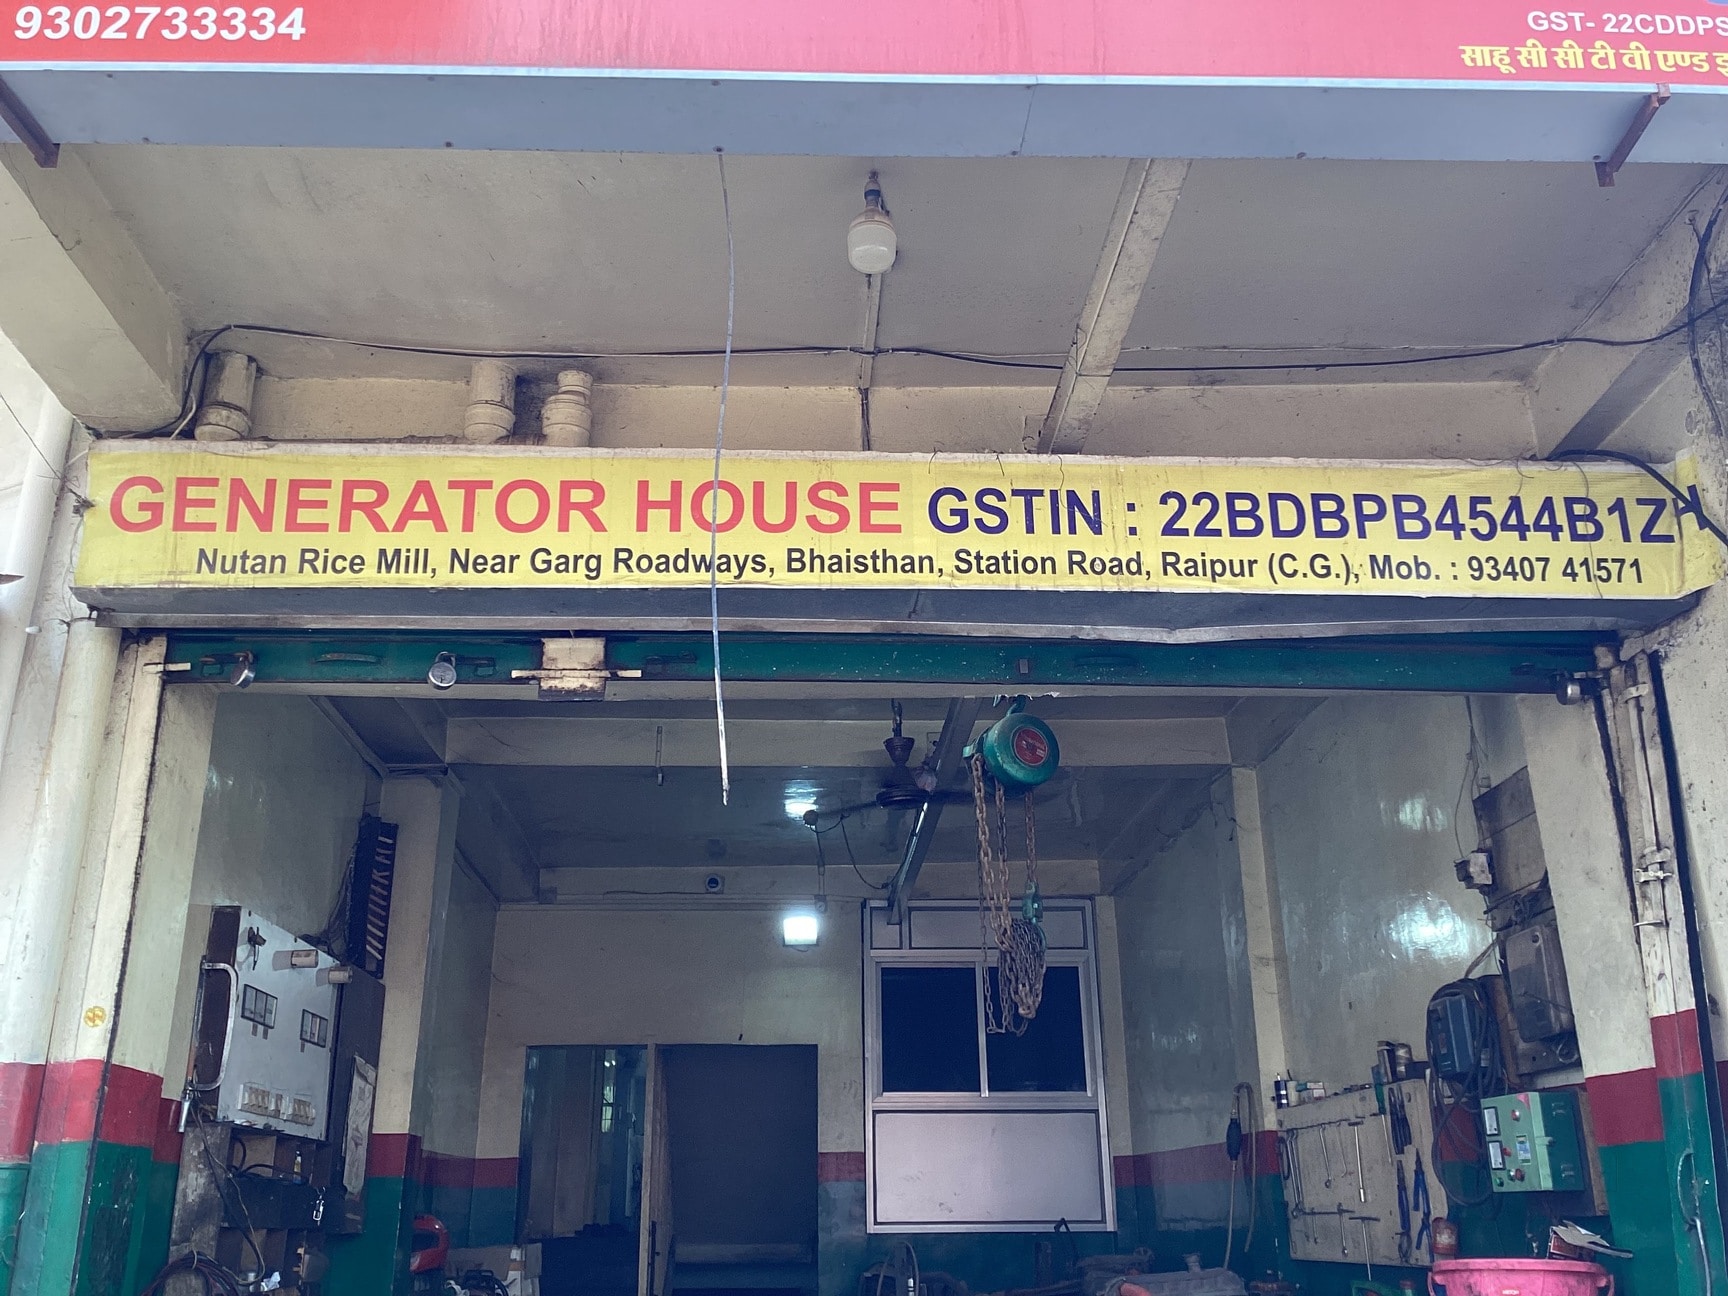 9302733334
GST- 22CDDPS
साहू सी सी टी वी एण्ड
GENERATOR HOUSE GSTIN : 22BDBPB4544B1Z
Nutan Rice Mill, Near Garg Roadways, Bhaisthan, Station Road, Raipur (C.G.), Mob. : 93407 41571